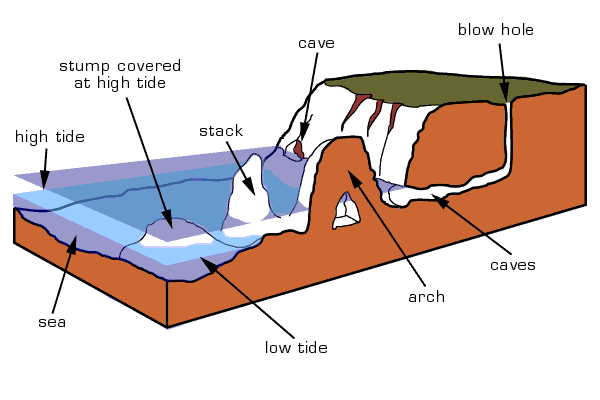 blow hole
cave
stump covered
at high tide
stack
high tide
caves
arch
sea
low tide